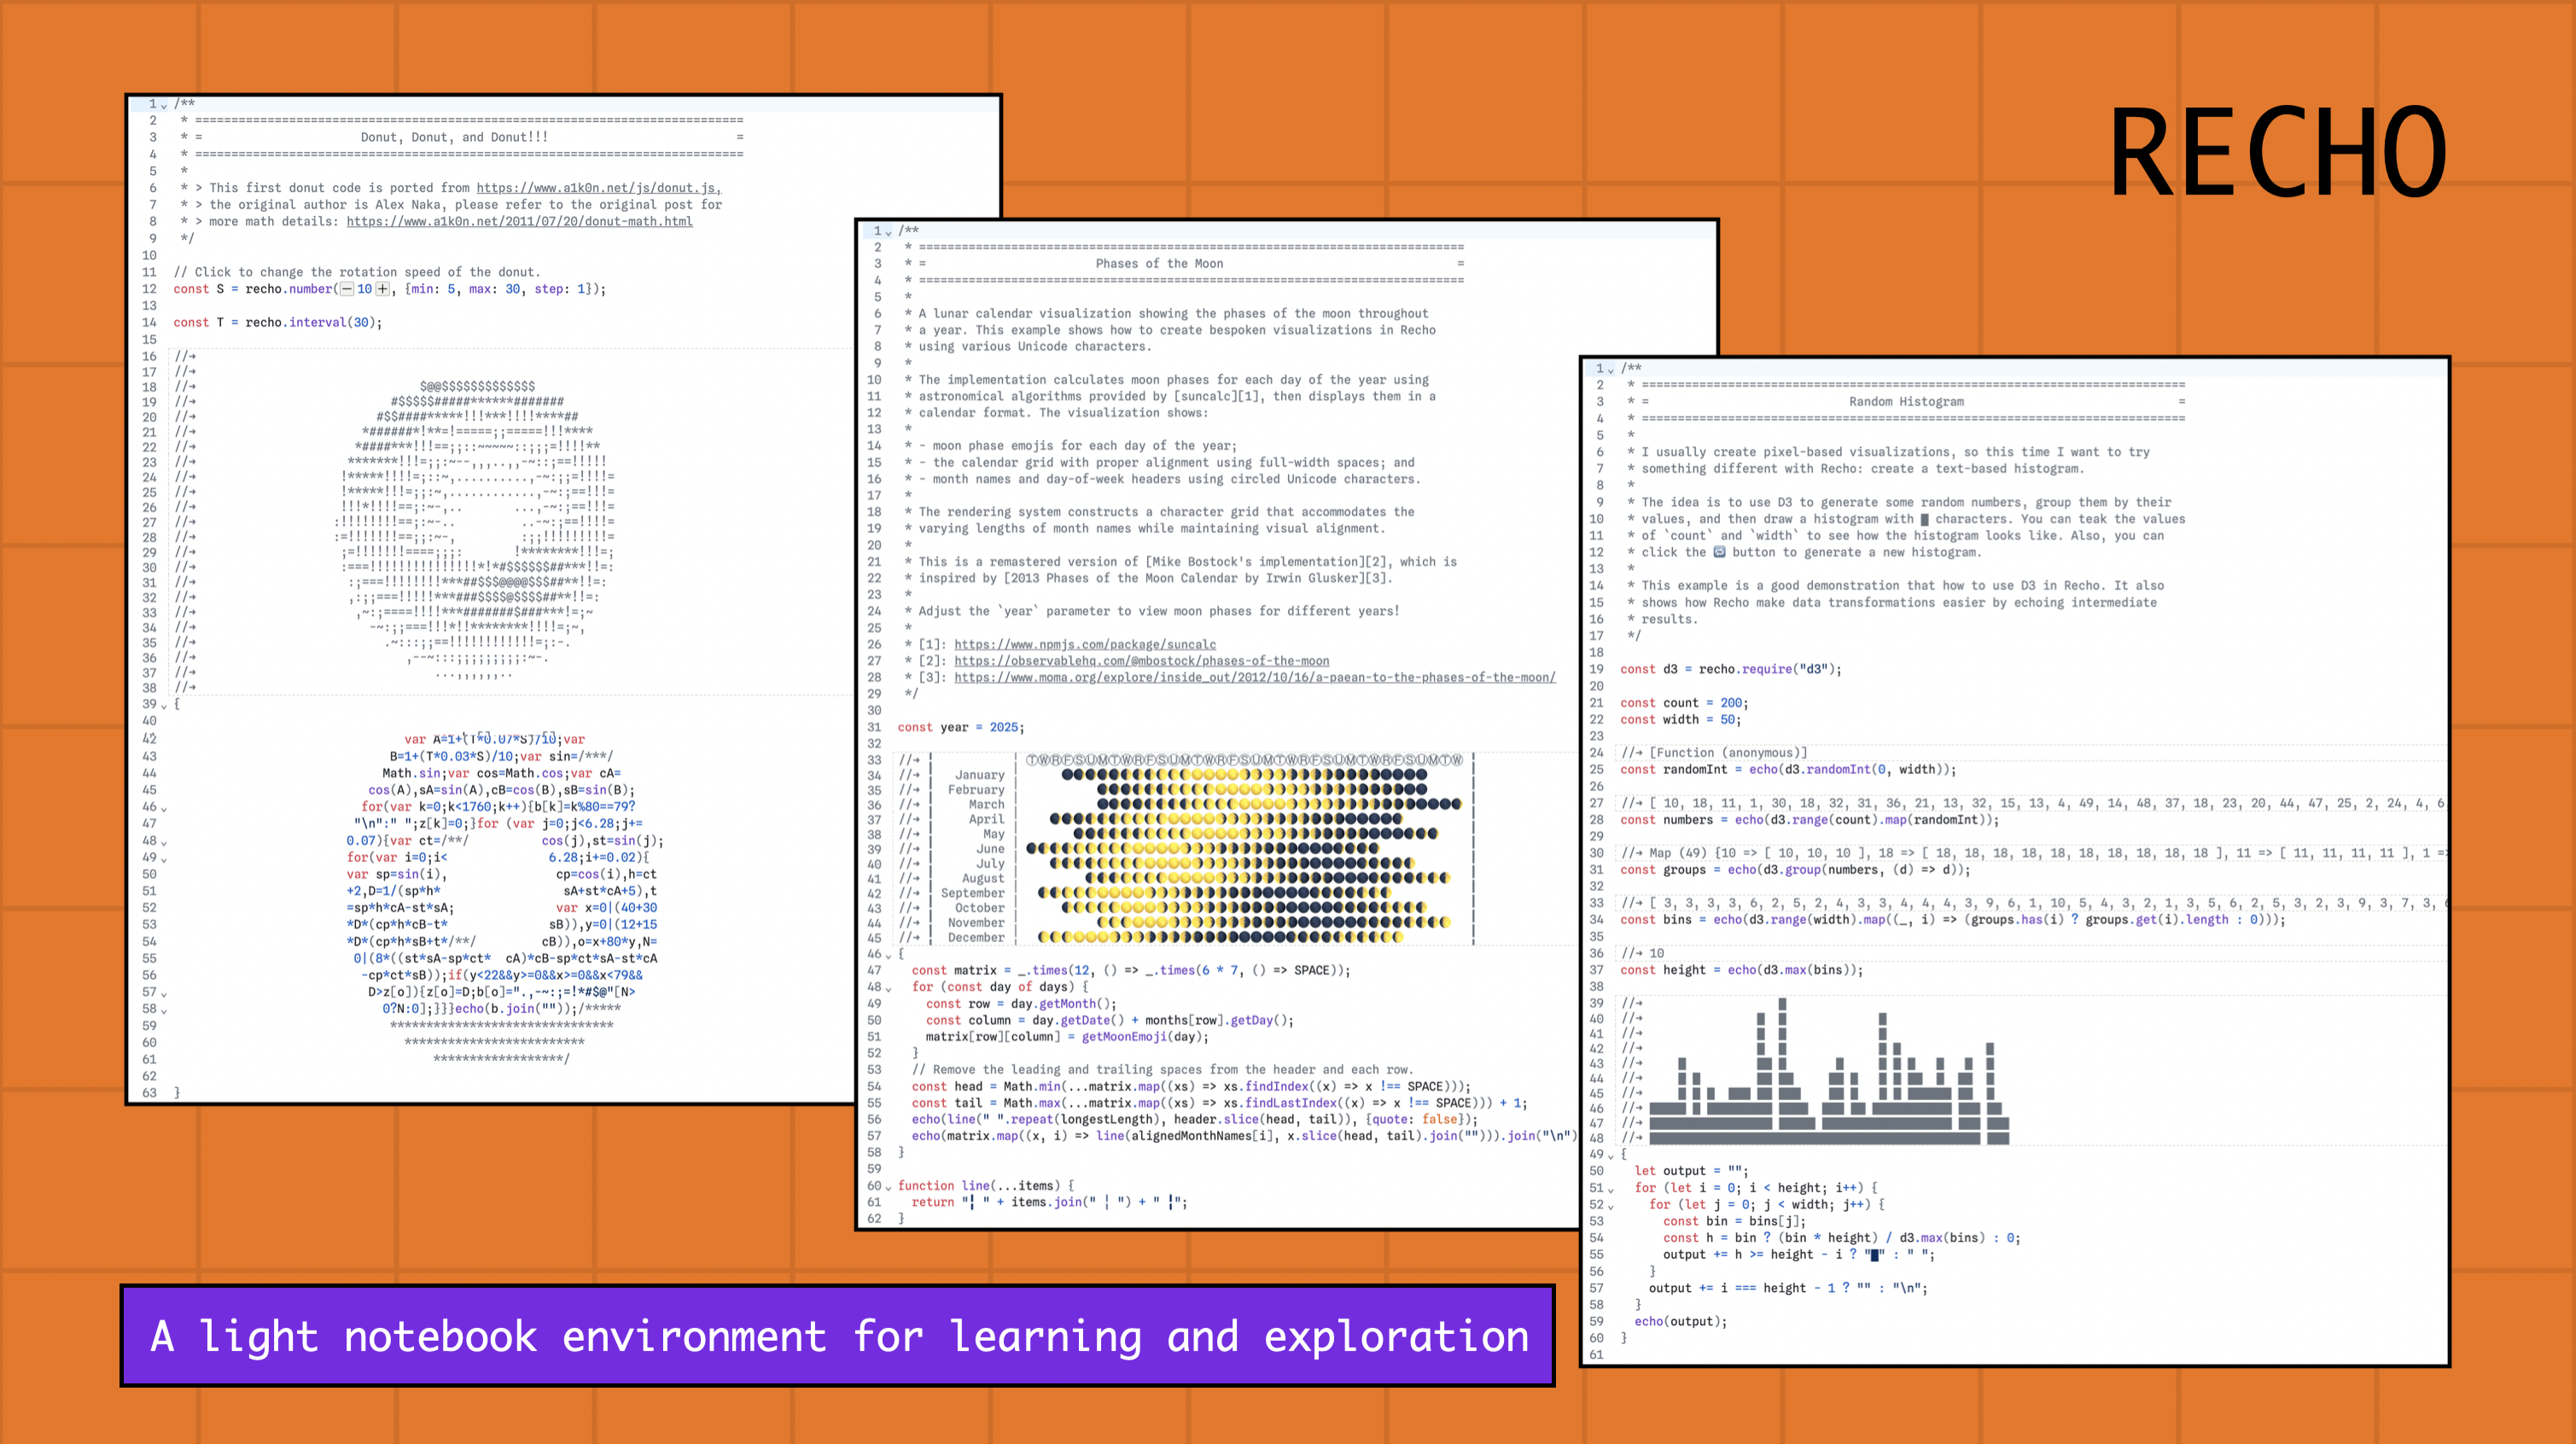 RECHO
1 /**
2 * ============================================================================
3 * = Donut, Donut, and Donut!!! =
4 * ============================================================================
5 *
6 * > This first donut code is ported from https://www.a1k0n.net/js/donut.js,
7 * > the original author is Alex Naka, please refer to the original post for
8 * > more math details: https://www.a1k0n.net/2011/07/20/donut-math.html
9 */
10
11 // Click to change the rotation speed of the donut.
12 const S = recho.number(−10+, {min: 5, max: 30, step: 1});
13
14 const T = recho.interval(30);
15
16 //→
17 //→
18 //→ $@@$$$$$$$$$$$$$
19 //→ #$$$$$#####******#######
20 //→ #$$####*****!!!***!!!!****##
21 //→ *######*!**=!=====;;=====!!!****
22 //→ *####***!!!==;;::~~~~~::;;;=!!!!**
23 //→ *******!!!=;;:~--,,,..,,-~::;==!!!!!
24 //→ !*****!!!!=;::~,..........,-~:;;=!!!!=
25 //→ !*****!!!=;;:~,............,-~:;==!!!=
26 //→ !!!*!!!!==;:~-,.. ...,-~:;==!!!=
27 //→ :!!!!!!!!==;:~-.. ..-~:;==!!!!=
28 //→ :=!!!!!!!==;;:~-, :;;!!!!!!!!!=
29 //→ ;=!!!!!!!====;;;: !********!!!=;
30 //→ :===!!!!!!!!!!!!!!!*!*#$$$$$$##***!!=:
31 //→ :;===!!!!!!!!***##$$$@@@@$$$##**!!=:
32 //→ ,:;;===!!!!!***###$$$$@$$$$##**!!=:
33 //→ ,~:;====!!!!***#######$###***!=;~
34 //→ -~:;;===!!!*!!********!!!!=;~,
35 //→ .~:::;;==!!!!!!!!!!!!=;:-.
36 //→ ,--~:::;;;;;;;;;:~-.
37 //→ ...,,,,,,..
38 //→
39 {
40
42 var A=1+(T*0.07*S)/10;var
43 B=1+(T*0.03*S)/10;var sin=/***/
44 Math.sin;var cos=Math.cos;var cA=
45 cos(A),sA=sin(A),cB=cos(B),sB=sin(B);
46 for(var k=0;k<1760;k++){b[k]=k%80==79?
47 "\n":" ";z[k]=0;}for (var j=0;j<6.28;j+=
48 0.07){var ct=/**/ cos(j),st=sin(j);
49 for(var i=0;i< 6.28;i+=0.02){
50 var sp=sin(i), cp=cos(i),h=ct
51 +2,D=1/(sp*h* sA+st*cA+5),t
52 =sp*h*cA-st*sA; var x=0|(40+30
53 *D*(cp*h*cB-t* sB)),y=0|(12+15
54 *D*(cp*h*sB+t*/**/ cB)),o=x+80*y,N=
55 0|(8*((st*sA-sp*ct* cA)*cB-sp*ct*sA-st*cA
56 -cp*ct*sB));if(y<22&&y>=0&&x>=0&&x<79&&
57 D>z[o]){z[o]=D;b[o]=".,-~:;=!*#$@"[N>
58 0?N:0];}}}echo(b.join(""));/*****
59 *******************************
60 *************************
61 ******************/
62
63 }
1 /**
2 * ============================================================================
3 * = Phases of the Moon =
4 * ============================================================================
5 *
6 * A lunar calendar visualization showing the phases of the moon throughout
7 * a year. This example shows how to create bespoken visualizations in Recho
8 * using various Unicode characters.
9 *
10 * The implementation calculates moon phases for each day of the year using
11 * astronomical algorithms provided by [suncalc][1], then displays them in a
12 * calendar format. The visualization shows:
13 *
14 * - moon phase emojis for each day of the year;
15 * - the calendar grid with proper alignment using full-width spaces; and
16 * - month names and day-of-week headers using circled Unicode characters.
17 *
18 * The rendering system constructs a character grid that accommodates the
19 * varying lengths of month names while maintaining visual alignment.
20 *
21 * This is a remastered version of [Mike Bostock's implementation][2], which is
22 * inspired by [2013 Phases of the Moon Calendar by Irwin Glusker][3].
23 *
24 * Adjust the `year` parameter to view moon phases for different years!
25 *
26 * [1]: https://www.npmjs.com/package/suncalc
27 * [2]: https://observablehq.com/@mbostock/phases-of-the-moon
28 * [3]: https://www.moma.org/explore/inside_out/2012/10/16/a-paean-to-the-phases-of-the-moon/
29 */
30
31 const year = 2025;
32
33 //→ ⓉⓌⓇⒻⓈⓊⓂⓉⓌⓇⒻⓈⓊⓂⓉⓌⓇⒻⓈⓊⓂⓉⓌⓇⒻⓈⓊⓂⓉⓌⓇⒻⓈⓊⓂⓉⓌ
34 //→ January
35 //→ February
36 //→ March
37 //→ April
38 //→ May
39 //→ June
40 //→ July
41 //→ August
42 //→ September
43 //→ October
44 //→ November
45 //→ December
46 {
47 const matrix = _.times(12, () => _.times(6 * 7, () => SPACE));
48 for (const day of days) {
49 const row = day.getMonth();
50 const column = day.getDate() + months[row].getDay();
51 matrix[row][column] = getMoonEmoji(day);
52 }
53 // Remove the leading and trailing spaces from the header and each row.
54 const head = Math.min(...matrix.map((xs) => xs.findIndex((x) => x !== SPACE)));
55 const tail = Math.max(...matrix.map((xs) => xs.findLastIndex((x) => x !== SPACE))) + 1;
56 echo(line(" ".repeat(longestLength), header.slice(head, tail)), {quote: false});
57 echo(matrix.map((x, i) => line(alignedMonthNames[i], x.slice(head, tail).join(""))).join("\n")
58 }
59
60 function line(...items) {
61 return "┇ " + items.join(" ¦ ") + " ┇";
62 }
1 /**
2 * ============================================================================
3 * = Random Histogram =
4 * ============================================================================
5 *
6 * I usually create pixel-based visualizations, so this time I want to try
7 * something different with Recho: create a text-based histogram.
8 *
9 * The idea is to use D3 to generate some random numbers, group them by their
10 * values, and then draw a histogram with █ characters. You can teak the values
11 * of `count` and `width` to see how the histogram looks like. Also, you can
12 * click the 🔁 button to generate a new histogram.
13 *
14 * This example is a good demonstration that how to use D3 in Recho. It also
15 * shows how Recho make data transformations easier by echoing intermediate
16 * results.
17 */
18
19 const d3 = recho.require("d3");
20
21 const count = 200;
22 const width = 50;
23
24 //→ [Function (anonymous)]
25 const randomInt = echo(d3.randomInt(0, width));
26
27 //→ [ 10, 18, 11, 1, 30, 18, 32, 31, 36, 21, 13, 32, 15, 13, 4, 49, 14, 48, 37, 18, 23, 20, 44, 47, 25, 2, 24, 4, 6
28 const numbers = echo(d3.range(count).map(randomInt));
29
30 //→ Map (49) {10 => [ 10, 10, 10 ], 18 => [ 18, 18, 18, 18, 18, 18, 18, 18, 18, 18 ], 11 => [ 11, 11, 11, 11 ], 1 =>
31 const groups = echo(d3.group(numbers, (d) => d));
32
33 //→ [ 3, 3, 3, 3, 6, 2, 5, 2, 4, 3, 3, 4, 4, 4, 3, 9, 6, 1, 10, 5, 4, 3, 2, 1, 3, 5, 6, 2, 5, 3, 2, 3, 9, 3, 7, 3,
34 const bins = echo(d3.range(width).map((_, i) => (groups.has(i) ? groups.get(i).length : 0)));
35
36 //→ 10
37 const height = echo(d3.max(bins));
38
39 //→
40 //→
41 //→
42 //→
43 //→
44 //→
45 //→
46 //→
47 //→
48 //→
49 {
50 let output = "";
51 for (let i = 0; i < height; i++) {
52 for (let j = 0; j < width; j++) {
53 const bin = bins[j];
54 const h = bin ? (bin * height) / d3.max(bins) : 0;
55 output += h >= height - i ? "█" : " ";
56 }
57 output += i === height - 1 ? "" : "\n";
58 }
59 echo(output);
60 }
61
A light notebook environment for learning and exploration